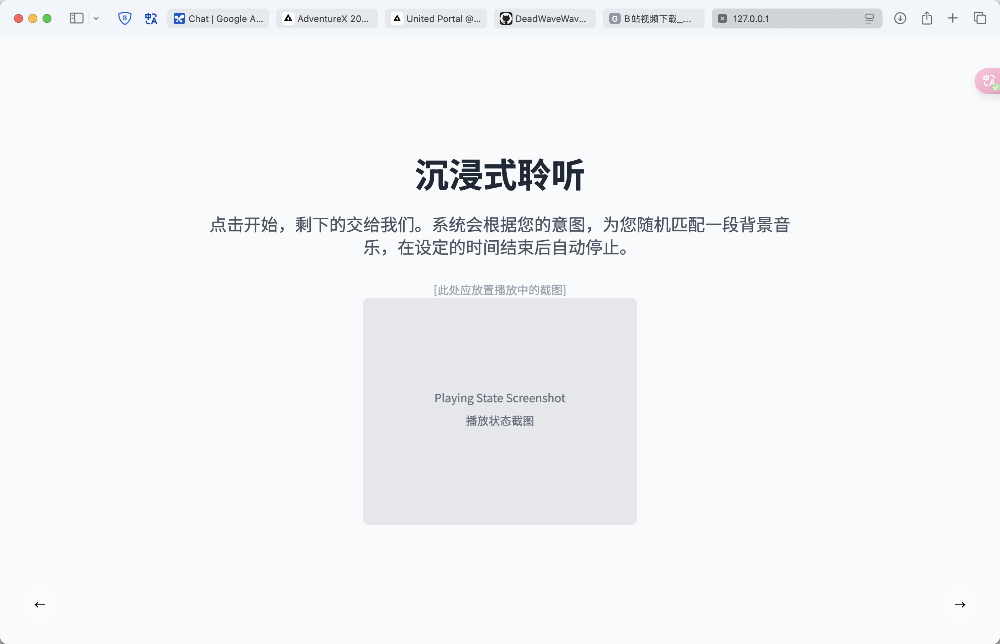 Chat | Google A...
AdventureX 20...
United Portal @...
DeadWaveWav...
G
B站视频下载_...
127.0.0.1
沉浸式聆听
点击开始，剩下的交给我们。系统会根据您的意图，为您随机匹配一段背景音
乐，在设定的时间结束后自动停止。
[此处应放置播放中的截图]
Playing State Screenshot
播放状态截图
←
→